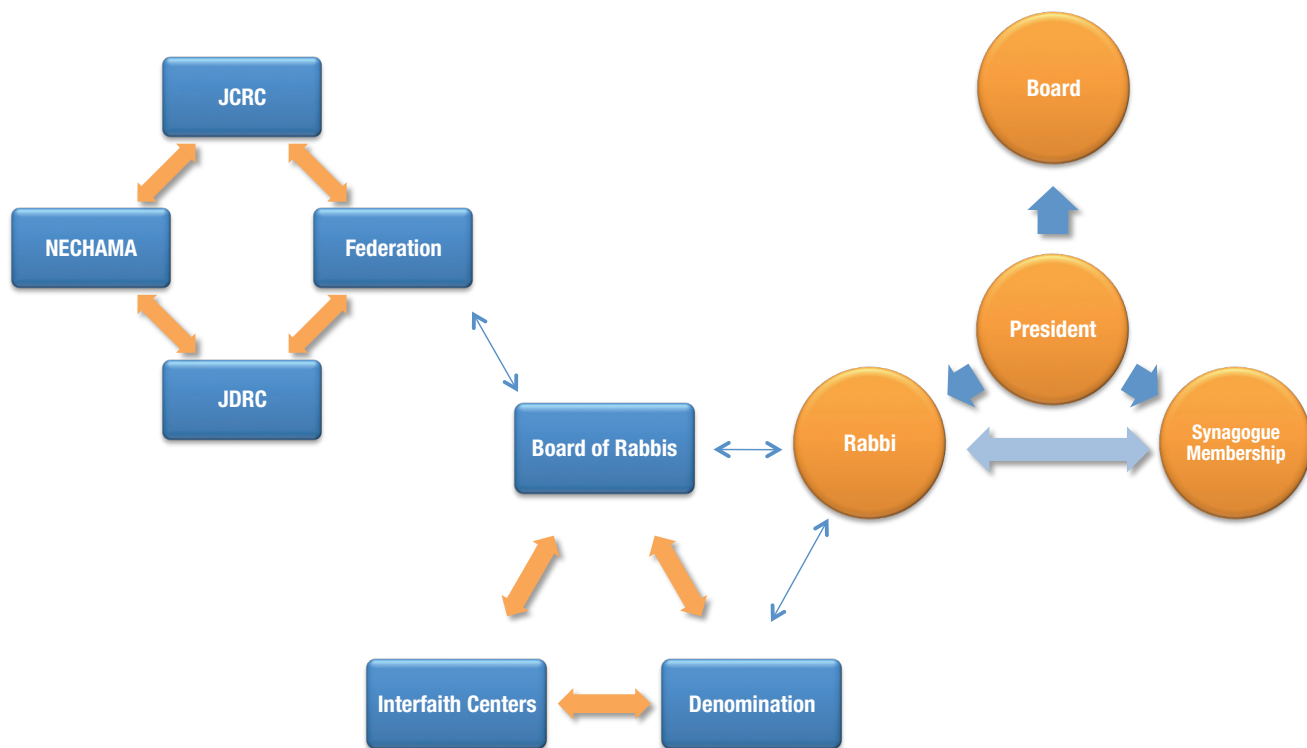 JCRC
Board
NECHAMA
Federation
President
JDRC
Board of Rabbis
Rabbi
Synagogue
Membership
Interfaith Centers
Denomination